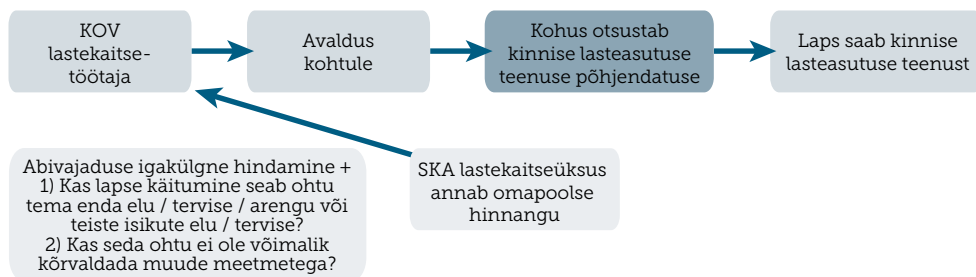 KOV
lastekaitse-
töötaja
Avaldus
kohtule
Kohus otsustab
kinnise lasteasutuse
teenuse põhjendatuse
Laps saab kinnise
lasteasutuse teenust
Abivajaduse igakülgne hindamine +
1) Kas lapse käitumine seab ohtu
tema enda elu / tervise / arengu või
teiste isikute elu / tervise?
2) Kas seda ohtu ei ole võimalik
kõrvaldada muude meetmetega?
SKA lastekaitseüksus
annab omapoolse
hinnangu